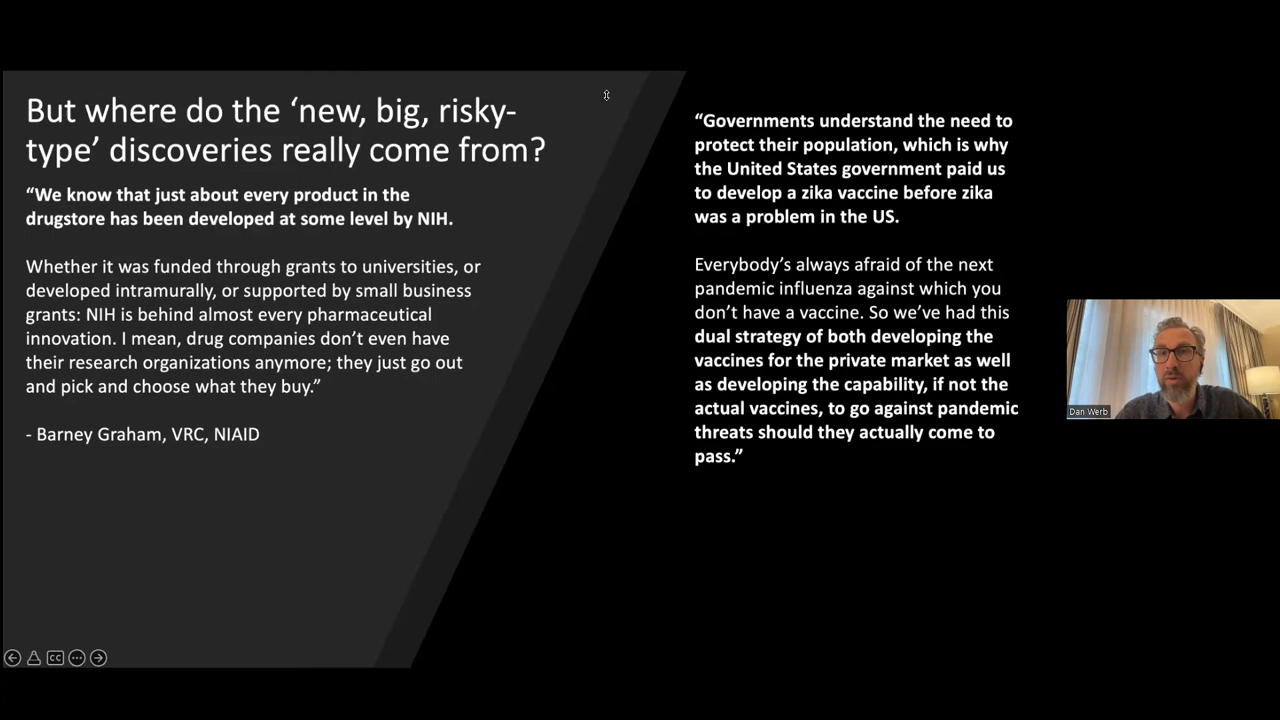 But where do the ‘new, big, risky-
type’ discoveries really come from?
“We know that just about every product in the
drugstore has been developed at some level by NIH.
Whether it was funded through grants to universities, or
developed intramurally, or supported by small business
grants: NIH is behind almost every pharmaceutical
innovation. I mean, drug companies don’t even have
their research organizations anymore; they just go out
and pick and choose what they buy.”
- Barney Graham, VRC, NIAID
“Governments understand the need to
protect their population, which is why
the United States government paid us
to develop a zika vaccine before zika
was a problem in the US.
Everybody’s always afraid of the next
pandemic influenza against which you
don’t have a vaccine. So we’ve had this
dual strategy of both developing the
vaccines for the private market as well
as developing the capability, if not the
actual vaccines, to go against pandemic
threats should they actually come to
pass.”
Dan Werb
CC